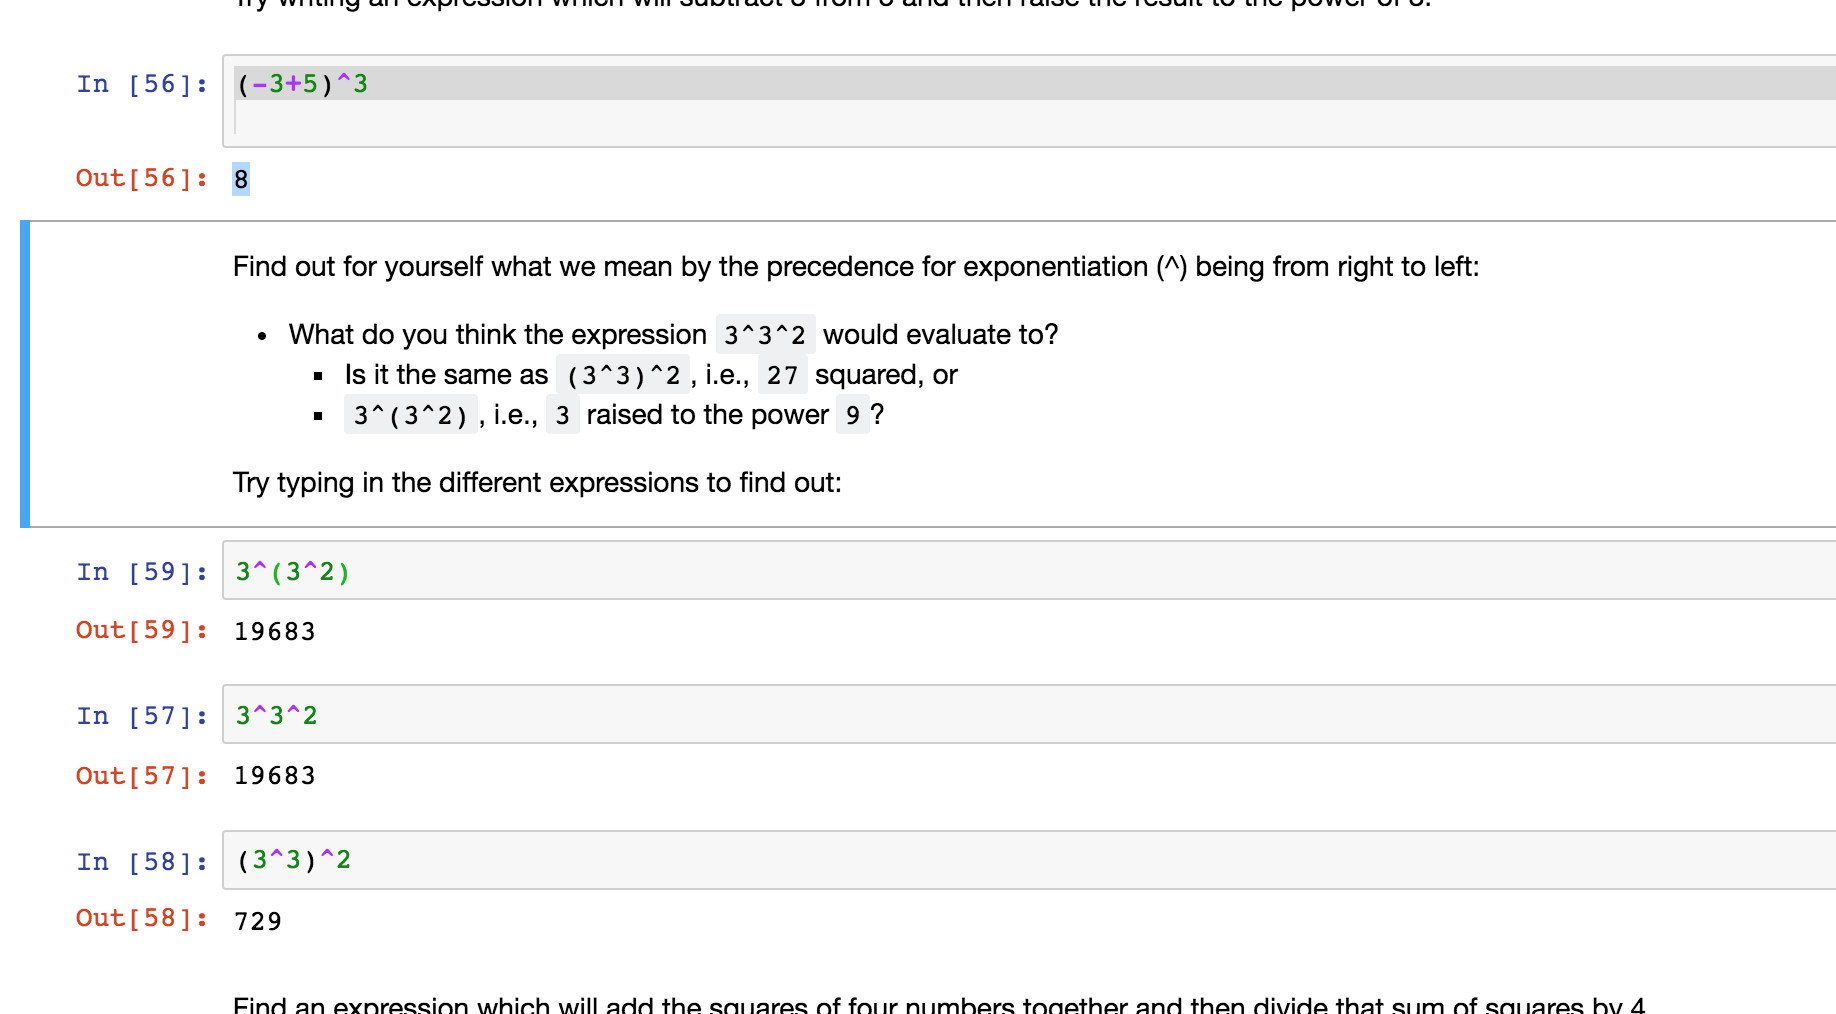 Try writing an expression which will subtract 3 from 5 and then raise the result to the power of 3.
In [56]: (-3+5)^3
Out[56]: 8
Find out for yourself what we mean by the precedence for exponentiation (^) being from right to left:
• What do you think the expression 3^3^2 would evaluate to?
▪ Is it the same as (3^3)^2 , i.e., 27 squared, or
▪ 3^(3^2) , i.e., 3 raised to the power 9 ?
Try typing in the different expressions to find out:
In [59]: 3^(3^2)
Out[59]: 19683
In [57]: 3^3^2
Out[57]: 19683
In [58]: (3^3)^2
Out[58]: 729
Find an expression which will add the squares of four numbers together and then divide that sum of squares by 4